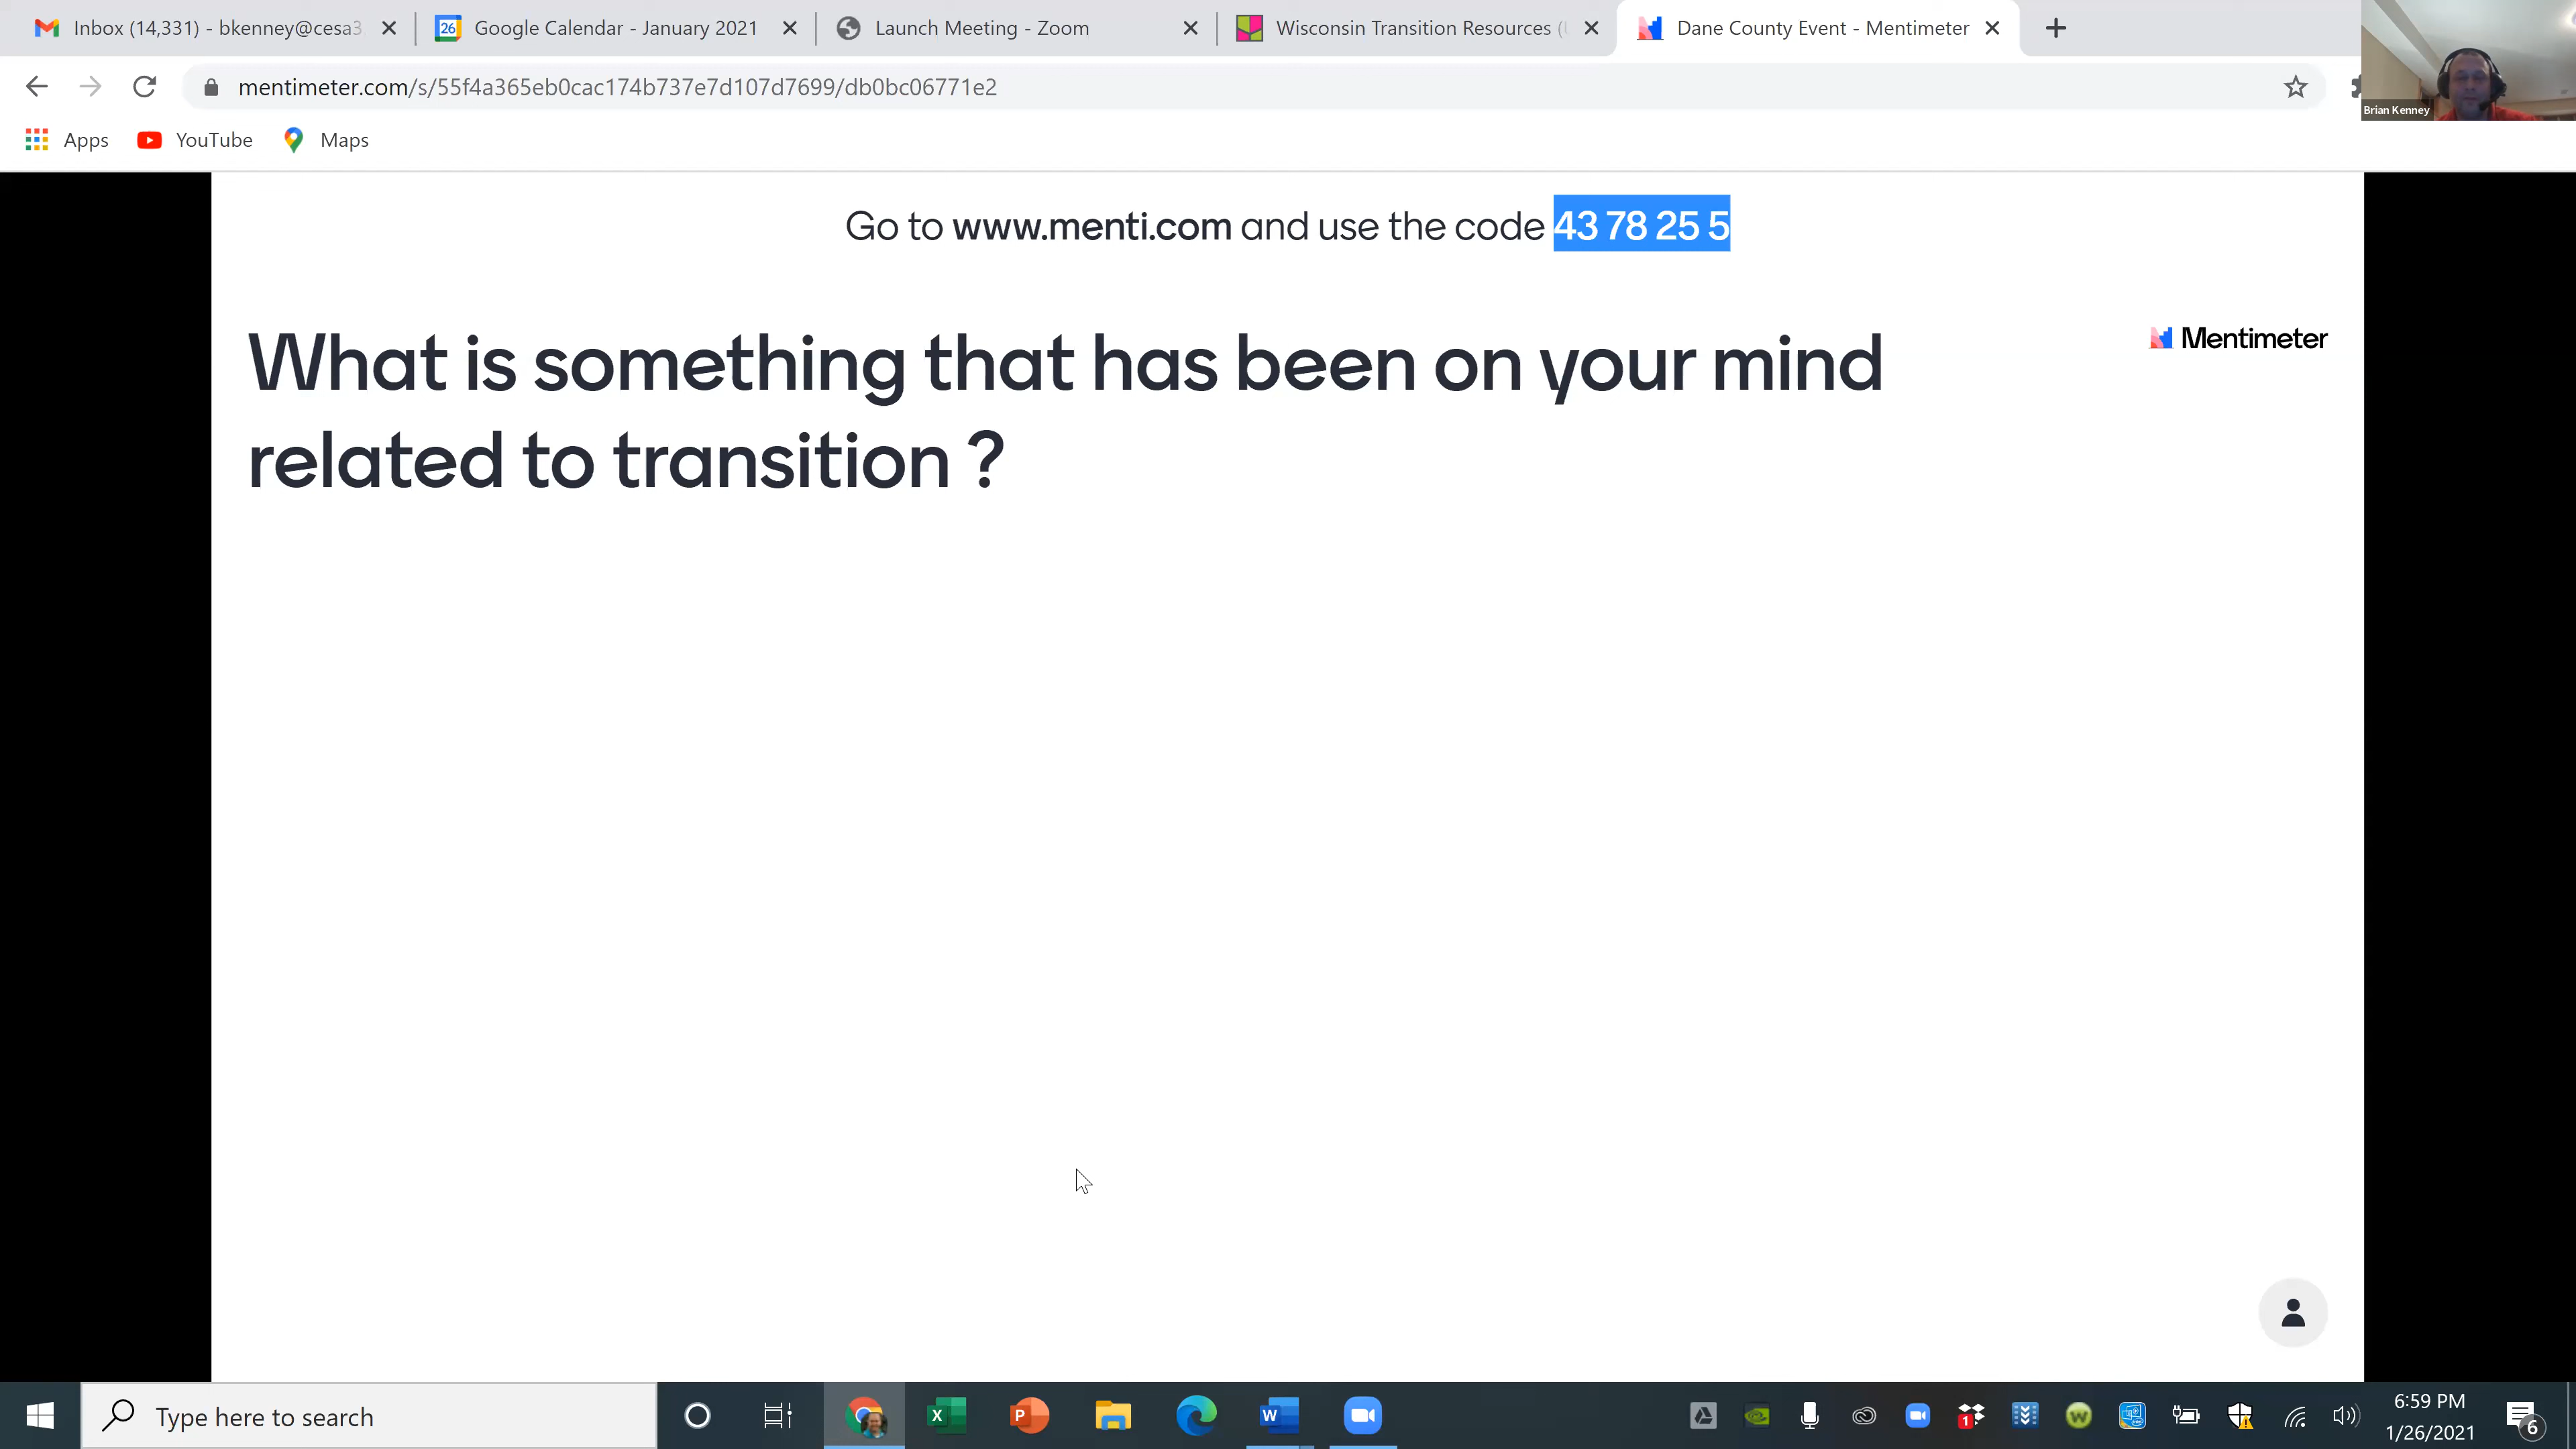 Inbox (14,331) - bkenney@cesa3.
Google Calendar - January 2021
Launch Meeting - Zoom
Wisconsin Transition Resources (
Dane County Event - Mentimeter
mentimeter.com/s/55f4a365eb0cac174b737e7d107d7699/db0bc06771e2
Apps
YouTube
Maps
Brian Kenney
Go to www.menti.com and use the code 43 78 25 5
What is something that has been on your mind
related to transition ?
Mentimeter
Type here to search
6:59 PM
1/26/2021
6